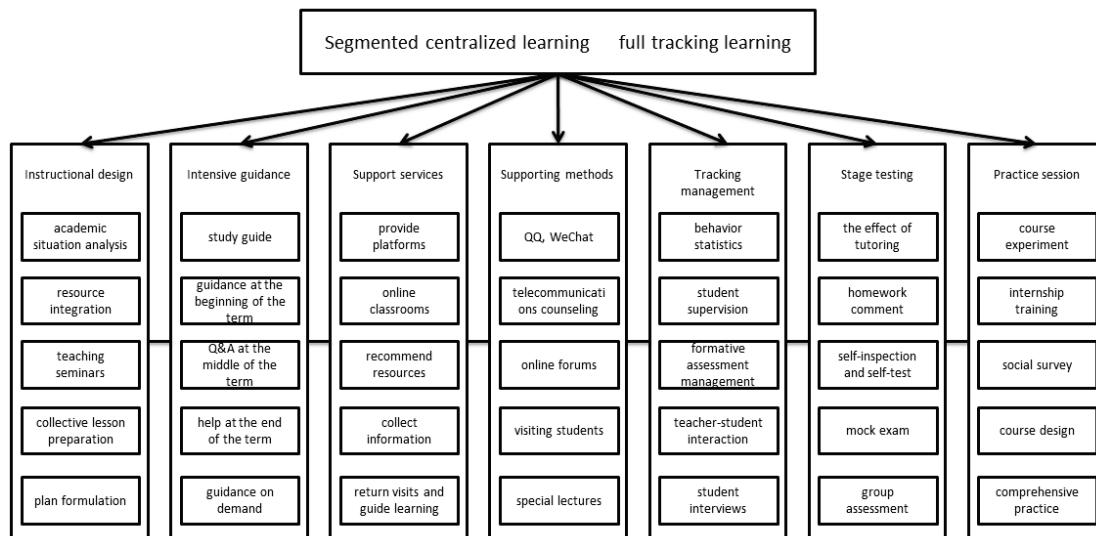 Segmented centralized learning full tracking learning
Instructional design
academic
situation analysis
resource
integration
teaching
seminars
collective lesson
preparation
plan formulation
Intensive guidance
study guide
guidance at the
beginning of the
term
Q&A at the
middle of the
term
help at the end
of the term
guidance on
demand
Support services
provide
platforms
online
classrooms
recommend
resources
collect
information
return visits and
guide learning
Supporting methods
QQ, WeChat
telecommunicati
ons counseling
online forums
visiting students
special lectures
Tracking
management
behavior
statistics
student
supervision
formative
assessment
management
teacher-student
interaction
student
interviews
Stage testing
the effect of
tutoring
homework
comment
self-inspection
and self-test
mock exam
group
assessment
Practice session
course
experiment
internship
training
social survey
course design
comprehensive
practice